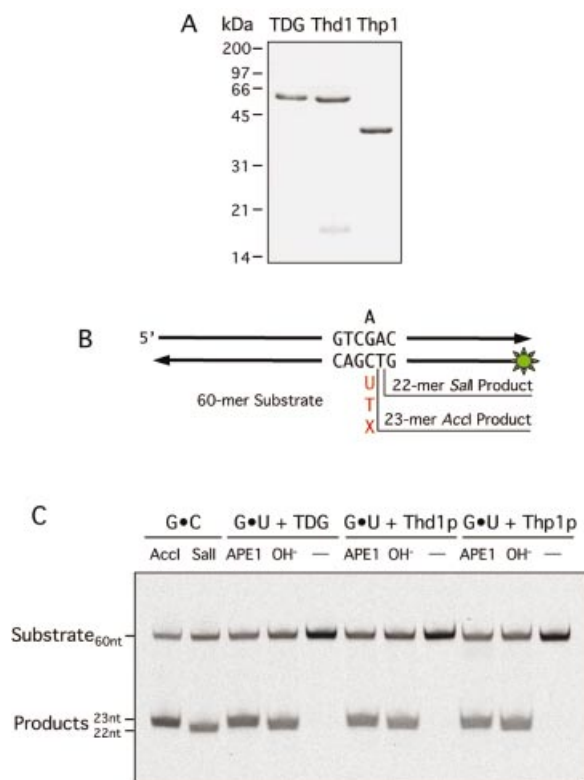 A
kDa TDG Thd1 Thp1
200
97
66
45
31
21
14
B
A
5’ GTCGAC
CAGCTG
U 22-mer SalI Product
60-mer Substrate T
X 23-mer AccI Product
C
G•C G•U + TDG G•U + Thd1p G•U + Thp1p
AccI SalI APE1 OH- — APE1 OH- — APE1 OH- —
Substrate 60nt
Products 23nt
22nt